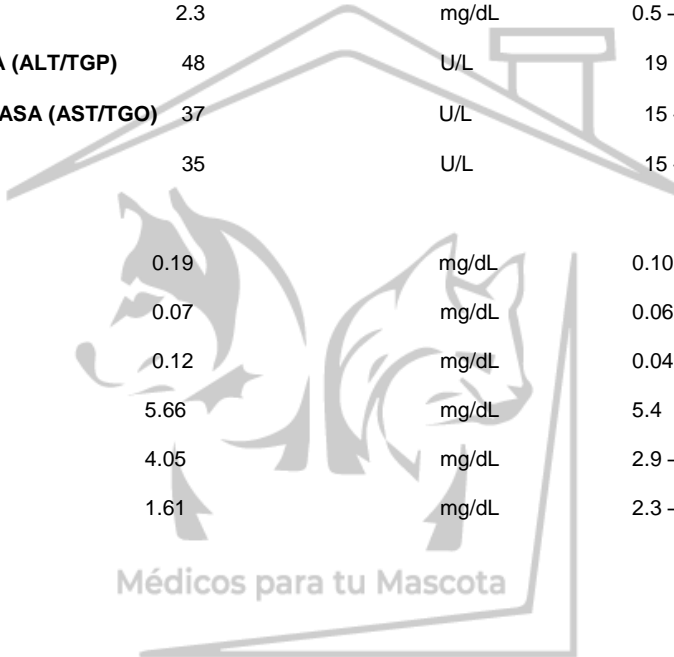 2.3 mg/dL 0.5 –
A (ALT/TGP) 48 U/L 19
ASA (AST/TGO) 37 U/L 15
35 U/L 15 -
0.19 mg/dL 0.10
0.07 mg/dL 0.06
0.12 mg/dL 0.04
5.66 mg/dL 5.4
4.05 mg/dL 2.9 –
1.61 mg/dL 2.3 –
Médicos para tu Mascota